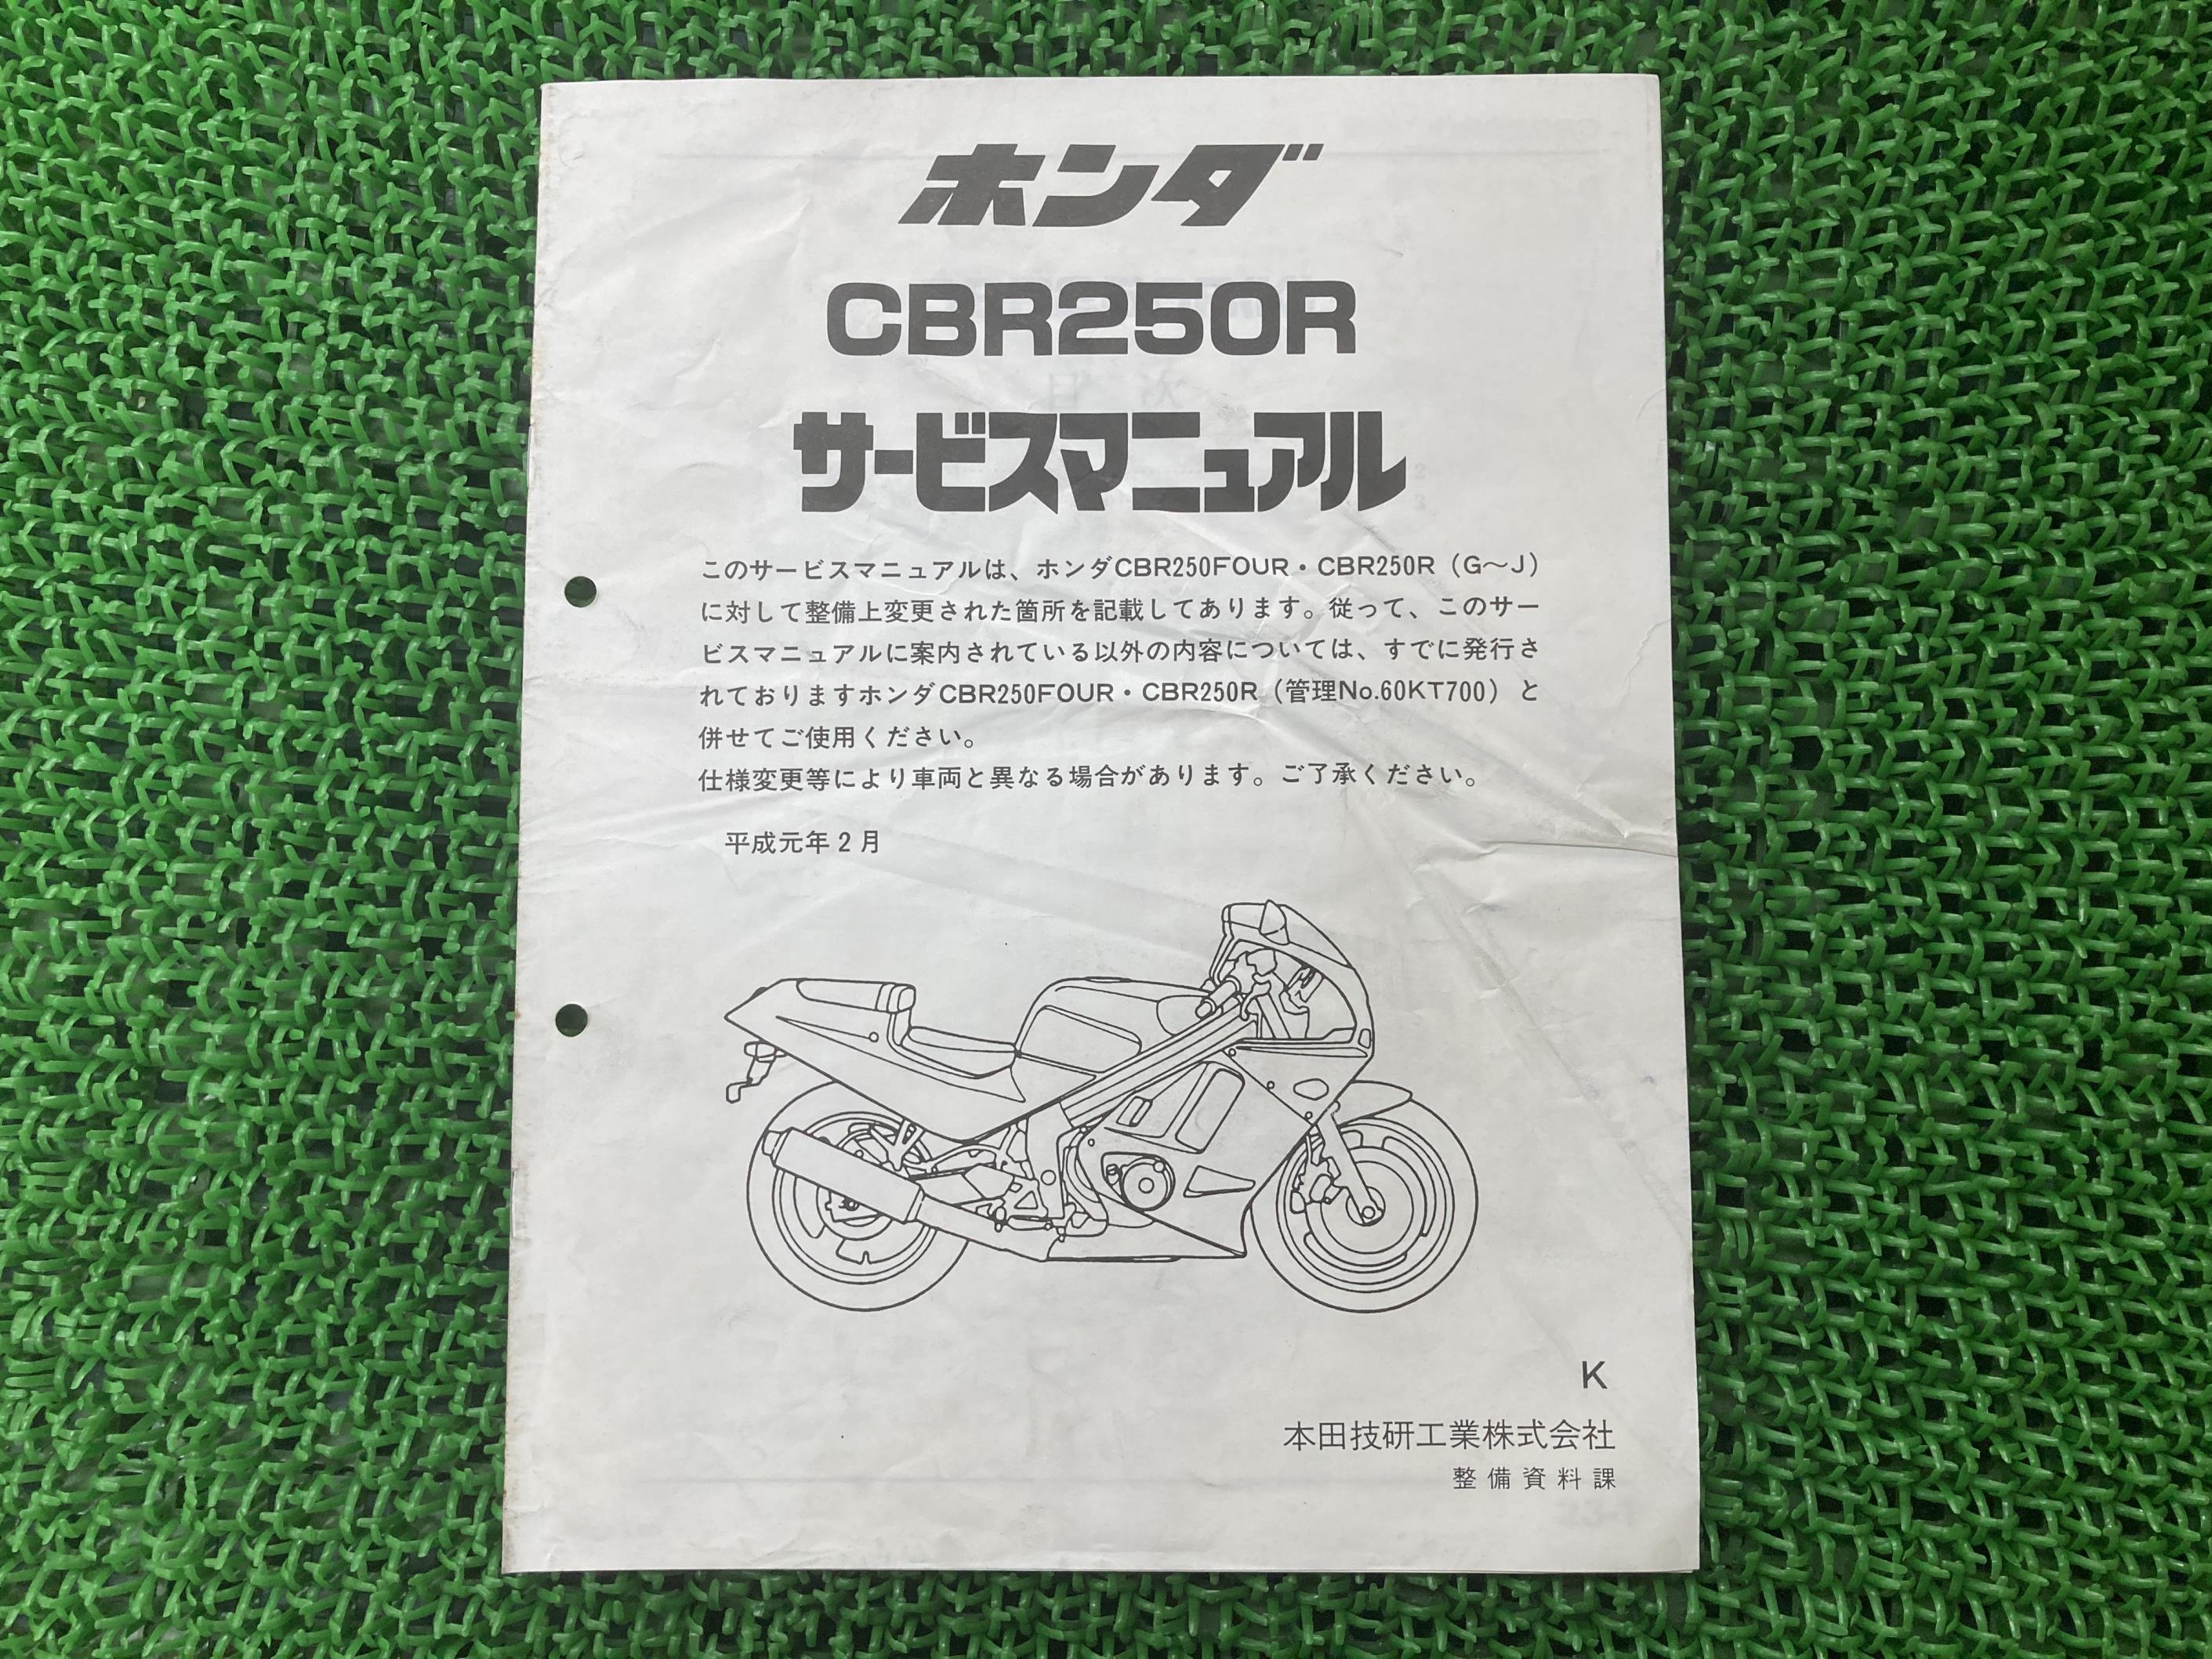 ホンダ
CBR250R
サービスマニュアル
このサービスマニュアルは、ホンダCBR250FOUR・CBR250R（G～J）
に対して整備上変更された箇所を記載してあります。従って、このサー
ビスマニュアルに案内されている以外の内容については、すでに発行さ
れておりますホンダCBR250FOUR・CBR250R（管理No.60KT700）と
併せてご使用ください。
仕様変更等により車両と異なる場合があります。ご了承ください。
平成元年2月
K
本田技研工業株式会社
整備資料課